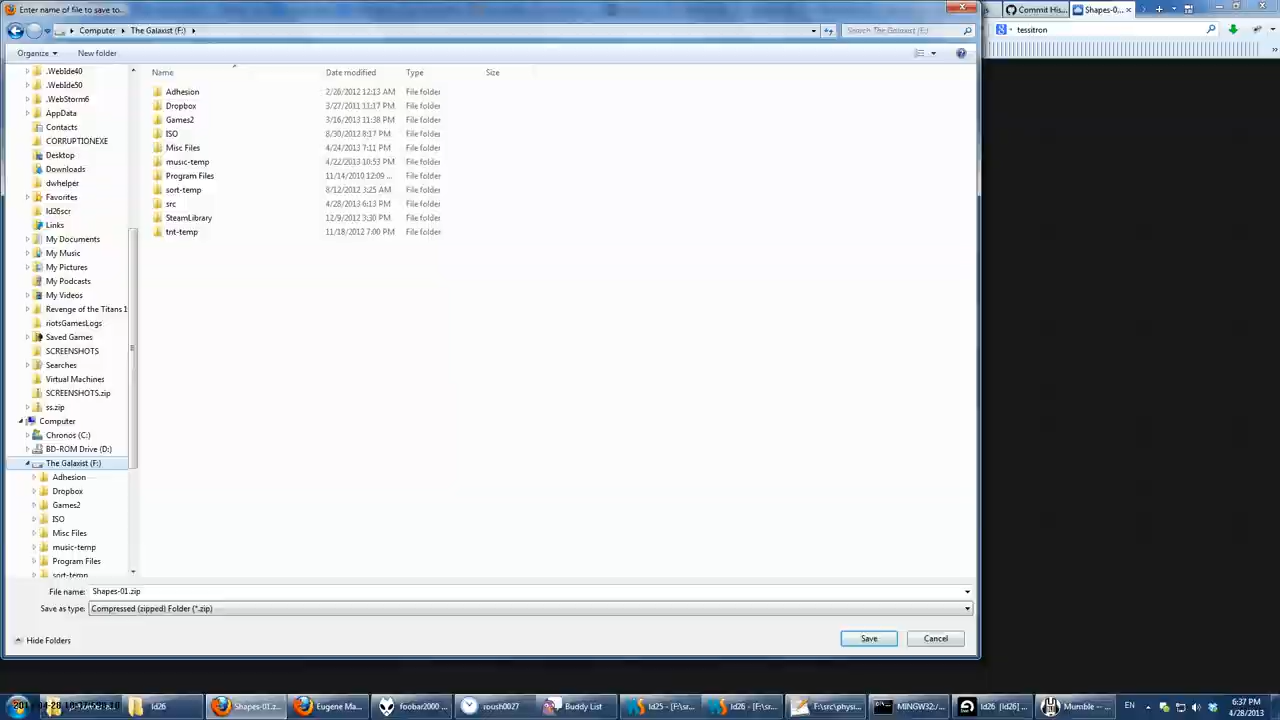 Enter name of file to save to...
Commit His...
Shapes-0...
Computer The Galaxist (F:)
Search The Galaxist (F:)
tessitron
Organize New folder
Name Date modified Type Size
.WebIde40
.WebIde50
.WebStorm6
AppData
Contacts
CORRUPTIONEXE
Desktop
Downloads
dwhelper
Favorites
ld26scr
Links
My Documents
My Music
My Pictures
My Podcasts
My Videos
Revenge of the Titans 1
riotsGamesLogs
Saved Games
SCREENSHOTS
Searches
Virtual Machines
SCREENSHOTS.zip
ss.zip
Computer
Chronos (C:)
BD-ROM Drive (D:)
The Galaxist (F:)
Adhesion
Dropbox
Games2
ISO
Misc Files
music-temp
Program Files
sort-temp
Adhesion 2/26/2012 12:13 AM File folder
Dropbox 3/27/2011 11:17 PM File folder
Games2 3/16/2013 11:38 PM File folder
ISO 8/30/2012 8:17 PM File folder
Misc Files 4/24/2013 7:11 PM File folder
music-temp 4/22/2013 10:53 PM File folder
Program Files 11/14/2010 12:09 ... File folder
sort-temp 8/12/2012 3:25 AM File folder
src 4/28/2013 6:13 PM File folder
SteamLibrary 12/9/2012 3:30 PM File folder
tnt-temp 11/18/2012 7:00 PM File folder
File name: Shapes-01.zip
Save as type: Compressed (zipped) Folder (*.zip)
Hide Folders
Save Cancel
ld26
Shapes-01.z...
Eugene Ma...
foobar2000
roush0027
Buddy List
ld25 - [F:\src...
ld26 - [F:\src...
F:\src\physi...
MINGW32:/...
ld26 [ld26] ...
Mumble -- ...
EN
6:37 PM
4/28/2013